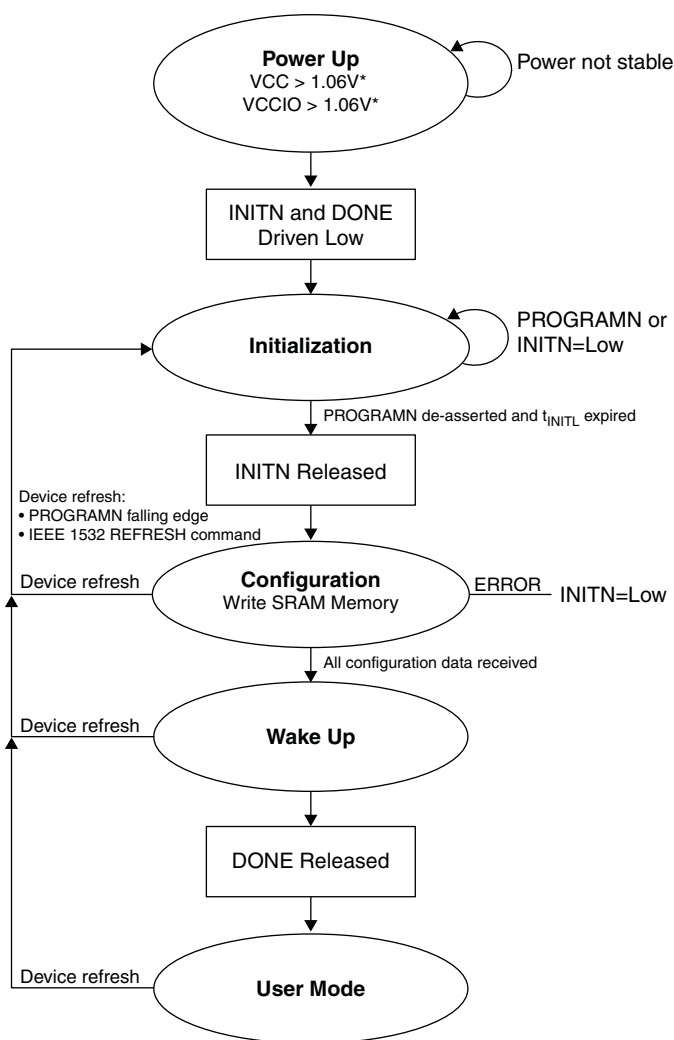 Power Up
VCC > 1.06V*
VCCIO > 1.06V*
Power not stable
INITN and DONE
Driven Low
Initialization
PROGRAMN or
INITN=Low
PROGRAMN de-asserted and tINITL expired
INITN Released
Device refresh:
• PROGRAMN falling edge
• IEEE 1532 REFRESH command
Device refresh
Configuration
Write SRAM Memory
ERROR
INITN=Low
All configuration data received
Device refresh
Wake Up
DONE Released
Device refresh
User Mode